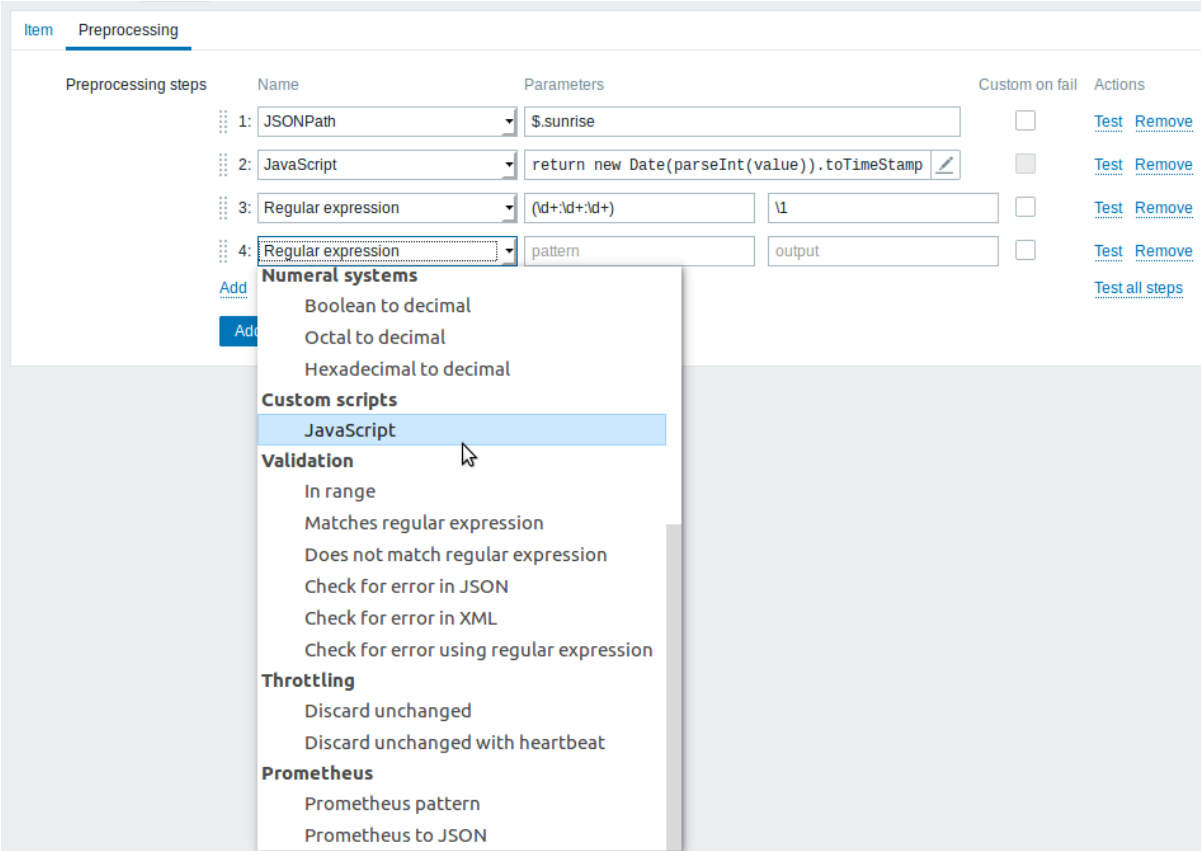 Item Preprocessing
Preprocessing steps Name Parameters Custom on fail Actions
1: JSONPath $.sunrise Test Remove
2: JavaScript return new Date(parseInt(value)).toTimeStamp Test Remove
3: Regular expression (\d+:\d+:\d+) \1 Test Remove
4: Regular expression pattern output Test Remove
Numeral systems
Add Test all steps
Boolean to decimal
Octal to decimal
Hexadecimal to decimal
Custom scripts
JavaScript
Validation
In range
Matches regular expression
Does not match regular expression
Check for error in JSON
Check for error in XML
Check for error using regular expression
Throttling
Discard unchanged
Discard unchanged with heartbeat
Prometheus
Prometheus pattern
Prometheus to JSON